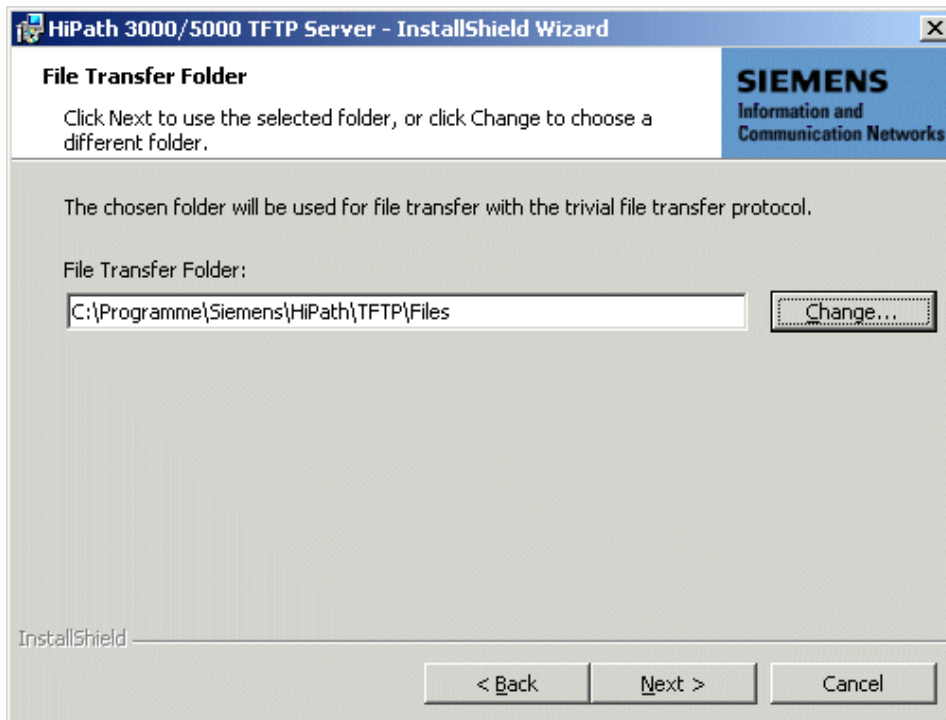 HiPath 3000/5000 TFTP Server - InstallShield Wizard
File Transfer Folder
Click Next to use the selected folder, or click Change to choose a
different folder.
SIEMENS
Information and
Communication Networks
The chosen folder will be used for file transfer with the trivial file transfer protocol.
File Transfer Folder:
C:\Programme\Siemens\HiPath\TFTP\Files
Change...
InstallShield
< Back
Next >
Cancel